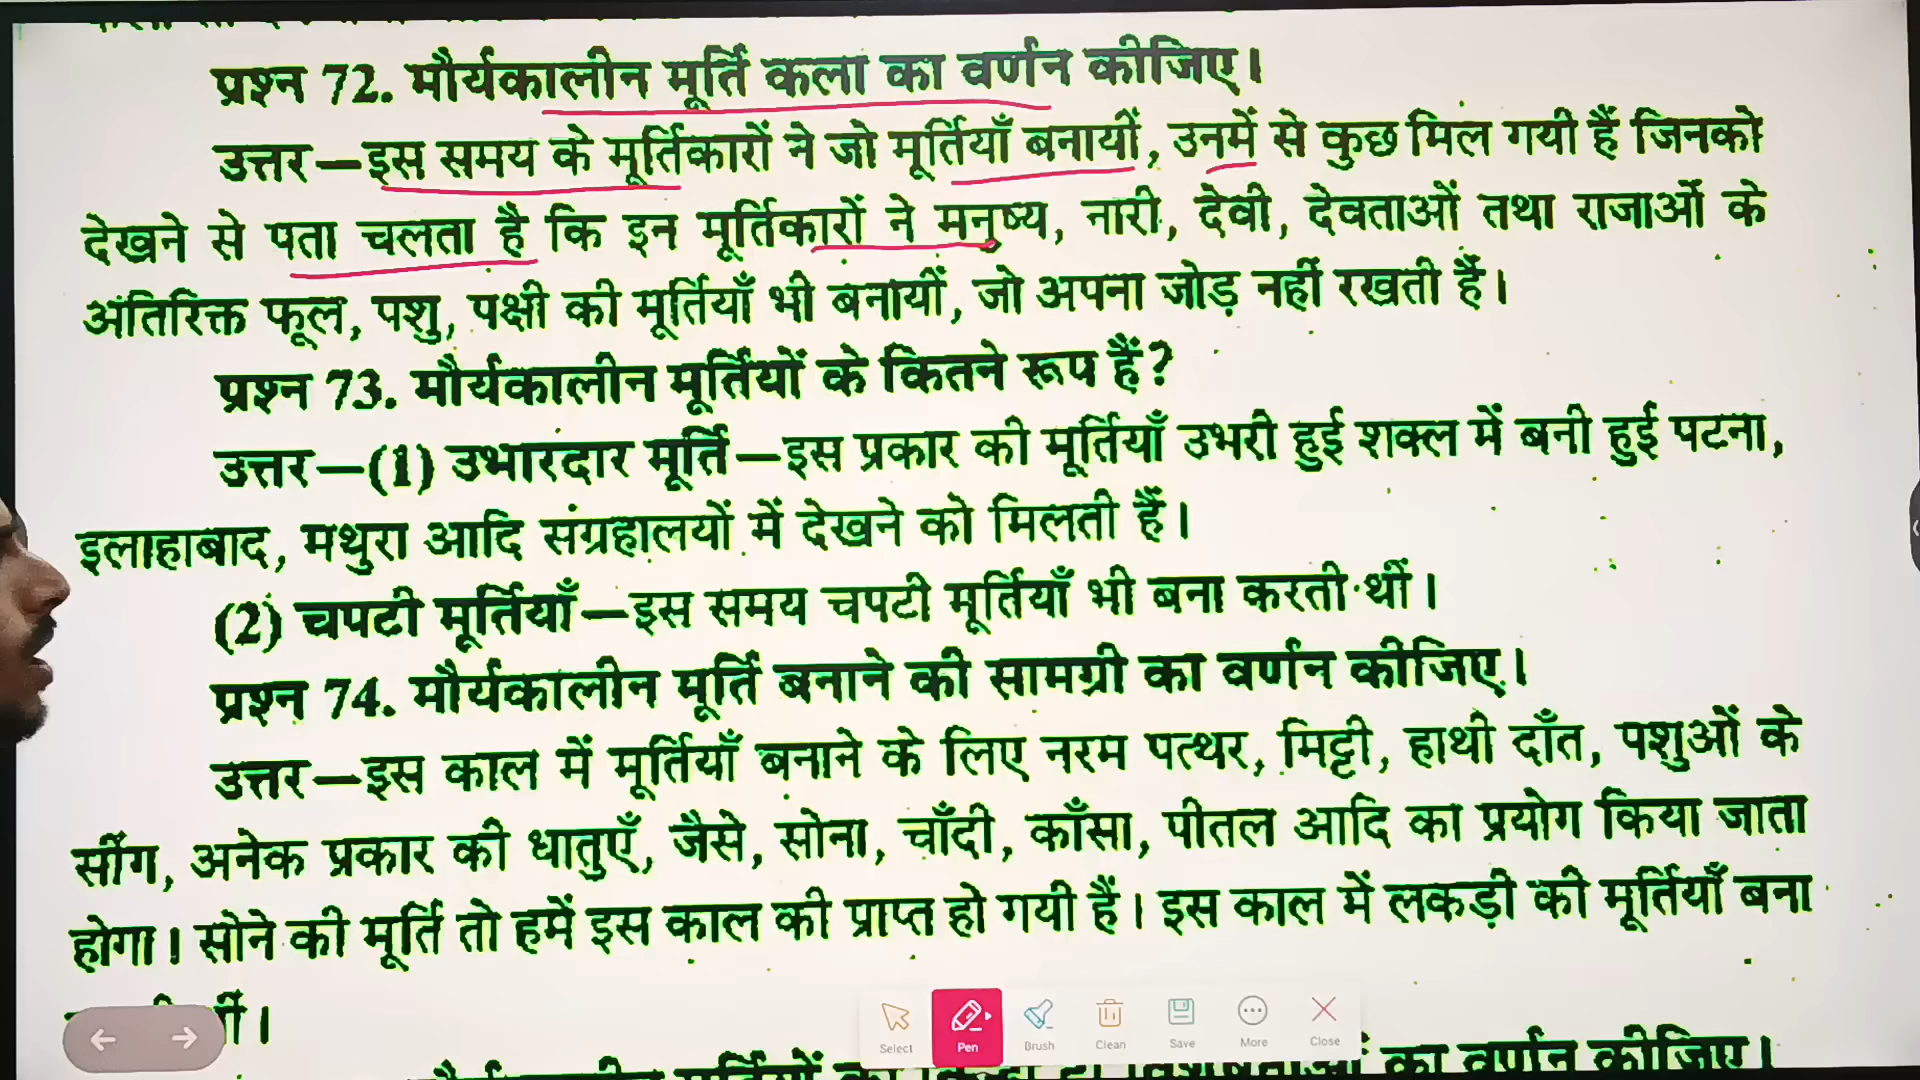 प्रश्न 72. मौर्यकालीन मूर्ति कला का वर्णन कीजिए।
उत्तर—इस समय के मूर्तिकारों ने जो मूर्तियाँ बनायीं, उनमें से कुछ मिल गयी हैं जिनको
देखने से पता चलता है कि इन मूर्तिकारों ने मनुष्य, नारी, देवी, देवताओं तथा राजाओं के
अतिरिक्त फूल, पशु, पक्षी की मूर्तियाँ भी बनायीं, जो अपना जोड़ नहीं रखती हैं।
प्रश्न 73. मौर्यकालीन मूर्तियों के कितने रूप हैं?
उत्तर—(1) उभारदार मूर्ति—इस प्रकार की मूर्तियाँ उभरी हुई शक्ल में बनी हुई पटना,
इलाहाबाद, मथुरा आदि संग्रहालयों में देखने को मिलती हैं।
(2) चपटी मूर्तियाँ—इस समय चपटी मूर्तियाँ भी बना करती थीं।
प्रश्न 74. मौर्यकालीन मूर्ति बनाने की सामग्री का वर्णन कीजिए।
उत्तर—इस काल में मूर्तियाँ बनाने के लिए नरम पत्थर, मिट्टी, हाथी दाँत, पशुओं के
सींग, अनेक प्रकार की धातुएँ, जैसे, सोना, चाँदी, काँसा, पीतल आदि का प्रयोग किया जाता
होगा। सोने की मूर्ति तो हमें इस काल की प्राप्त हो गयी हैं। इस काल में लकड़ी की मूर्तियाँ बना
Select Pen Brush Clean Save More Close
का वर्णन कीजिए।